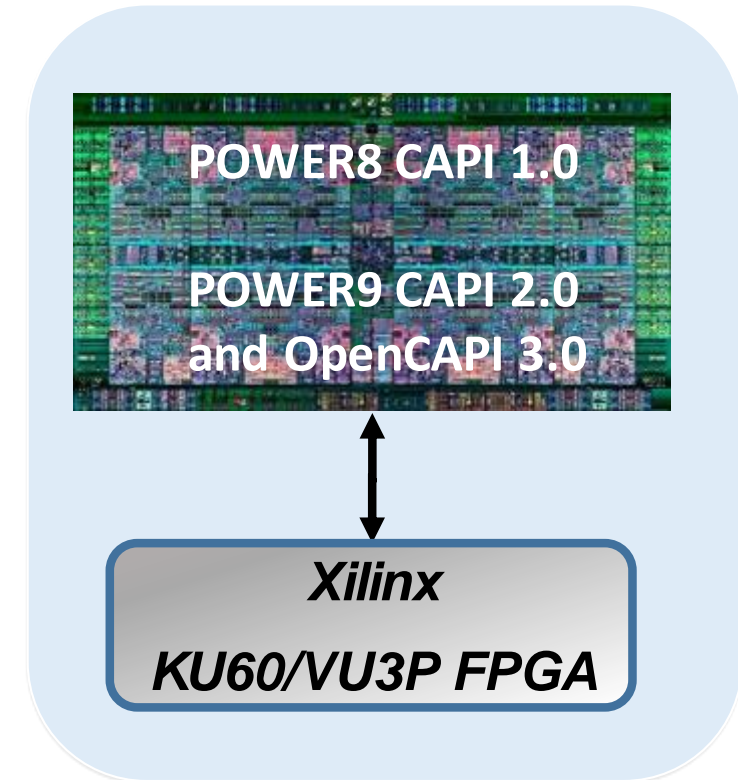 POWER8 CAPI 1.0
POWER9 CAPI 2.0
and OpenCAPI 3.0
Xilinx
KU60/VU3P FPGA